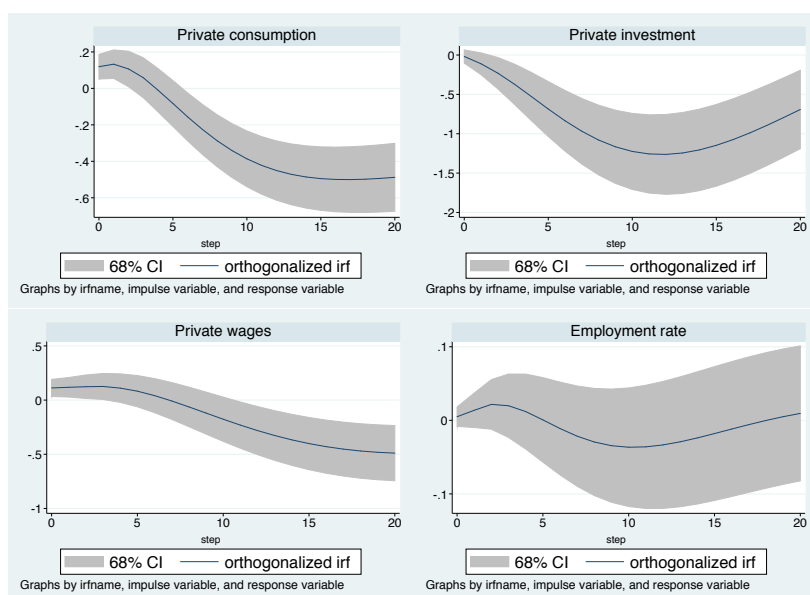 Private consumption
.2
0
-.2
-.4
-.6
0 5 10 15 20
step
68% CI orthogonalized irf
Graphs by irfname, impulse variable, and response variable
Private investment
0
-.5
-1
-1.5
-2
0 5 10 15 20
step
68% CI orthogonalized irf
Graphs by irfname, impulse variable, and response variable
Private wages
.5
0
-.5
-1
0 5 10 15 20
step
68% CI orthogonalized irf
Graphs by irfname, impulse variable, and response variable
Employment rate
.1
0
-.1
0 5 10 15 20
step
68% CI orthogonalized irf
Graphs by irfname, impulse variable, and response variable